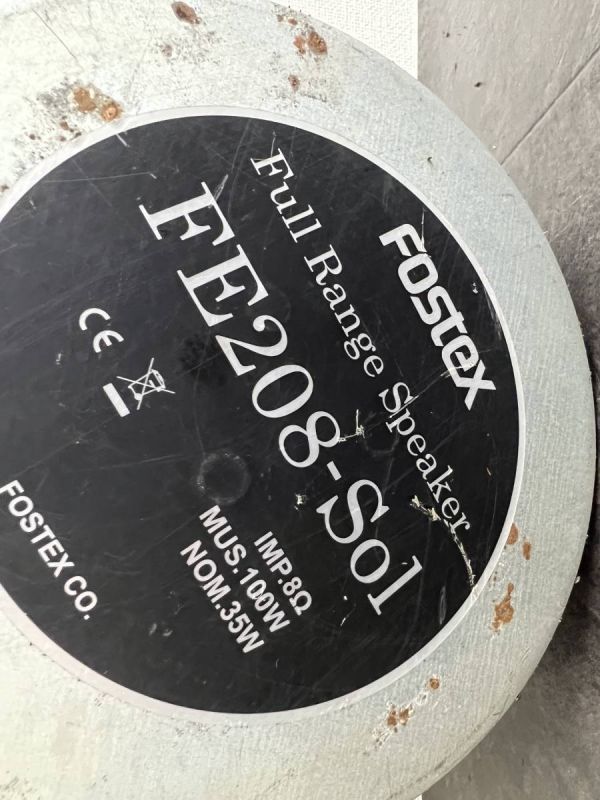 Fostex
Full Range Speaker
FE208-Sol
IMP.8Ω
MUS.100W
NOM.35W
CE
FOSTEX CO.